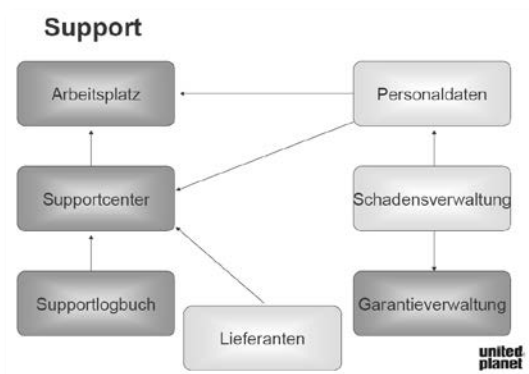 Support
Arbeitsplatz
Personaldaten
Supportcenter
Schadensverwaltung
Supportlogbuch
Garantieverwaltung
Lieferanten
united
planet